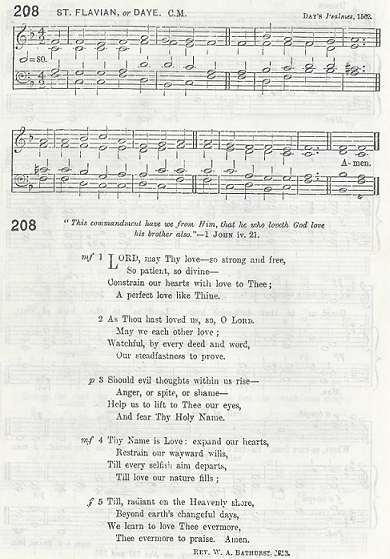 208 ST. FLAVIAN, or DAYE. C.M. DAY'S Psalmes, 1562.
=80.
A-men.
208
"This commandment have we from Him, that he who loveth God love
his brother also."—1 JOHN iv. 21.
mf 1 LORD, may Thy love—so strong and free,
So patient, so divine—
Constrain our hearts with love to Thee;
A perfect love like Thine.
2 As Thou hast loved us, so, O LORD,
May we each other love;
Watchful, by every deed and word,
Our steadfastness to prove.
p 3 Should evil thoughts within us rise—
Anger, or spite, or shame—
Help us to lift to Thee our eyes,
And fear Thy Holy Name.
mf 4 Thy Name is Love: expand our hearts,
Restrain our wayward wills,
Till every selfish aim departs,
Till love our nature fills;
f 5 Till, radiant on the Heavenly shore,
Beyond earth's changeful days,
We learn to love Thee evermore,
Thee evermore to praise. Amen.
REV. W. A. BATHURST,